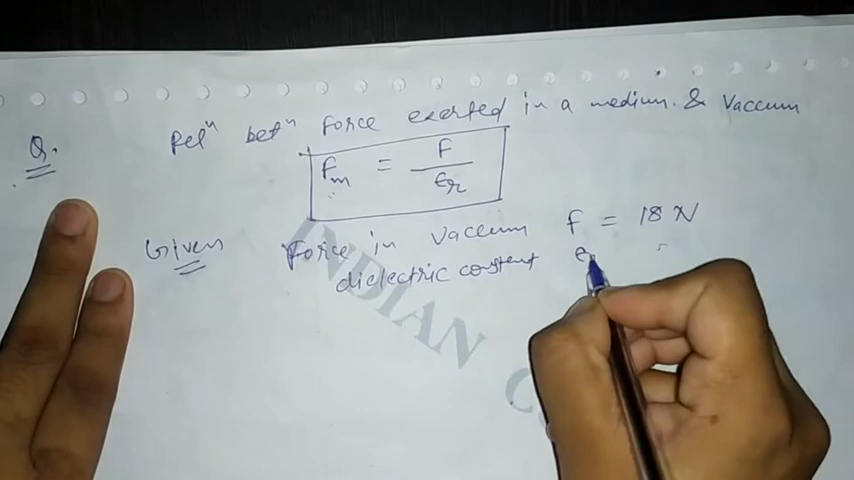 Q. Relⁿ betⁿ Force exerted in a medium & Vaccum
Fm = F / εr
Given Force in vaccum F = 18 N
dielectric constent ε
INDIAN C